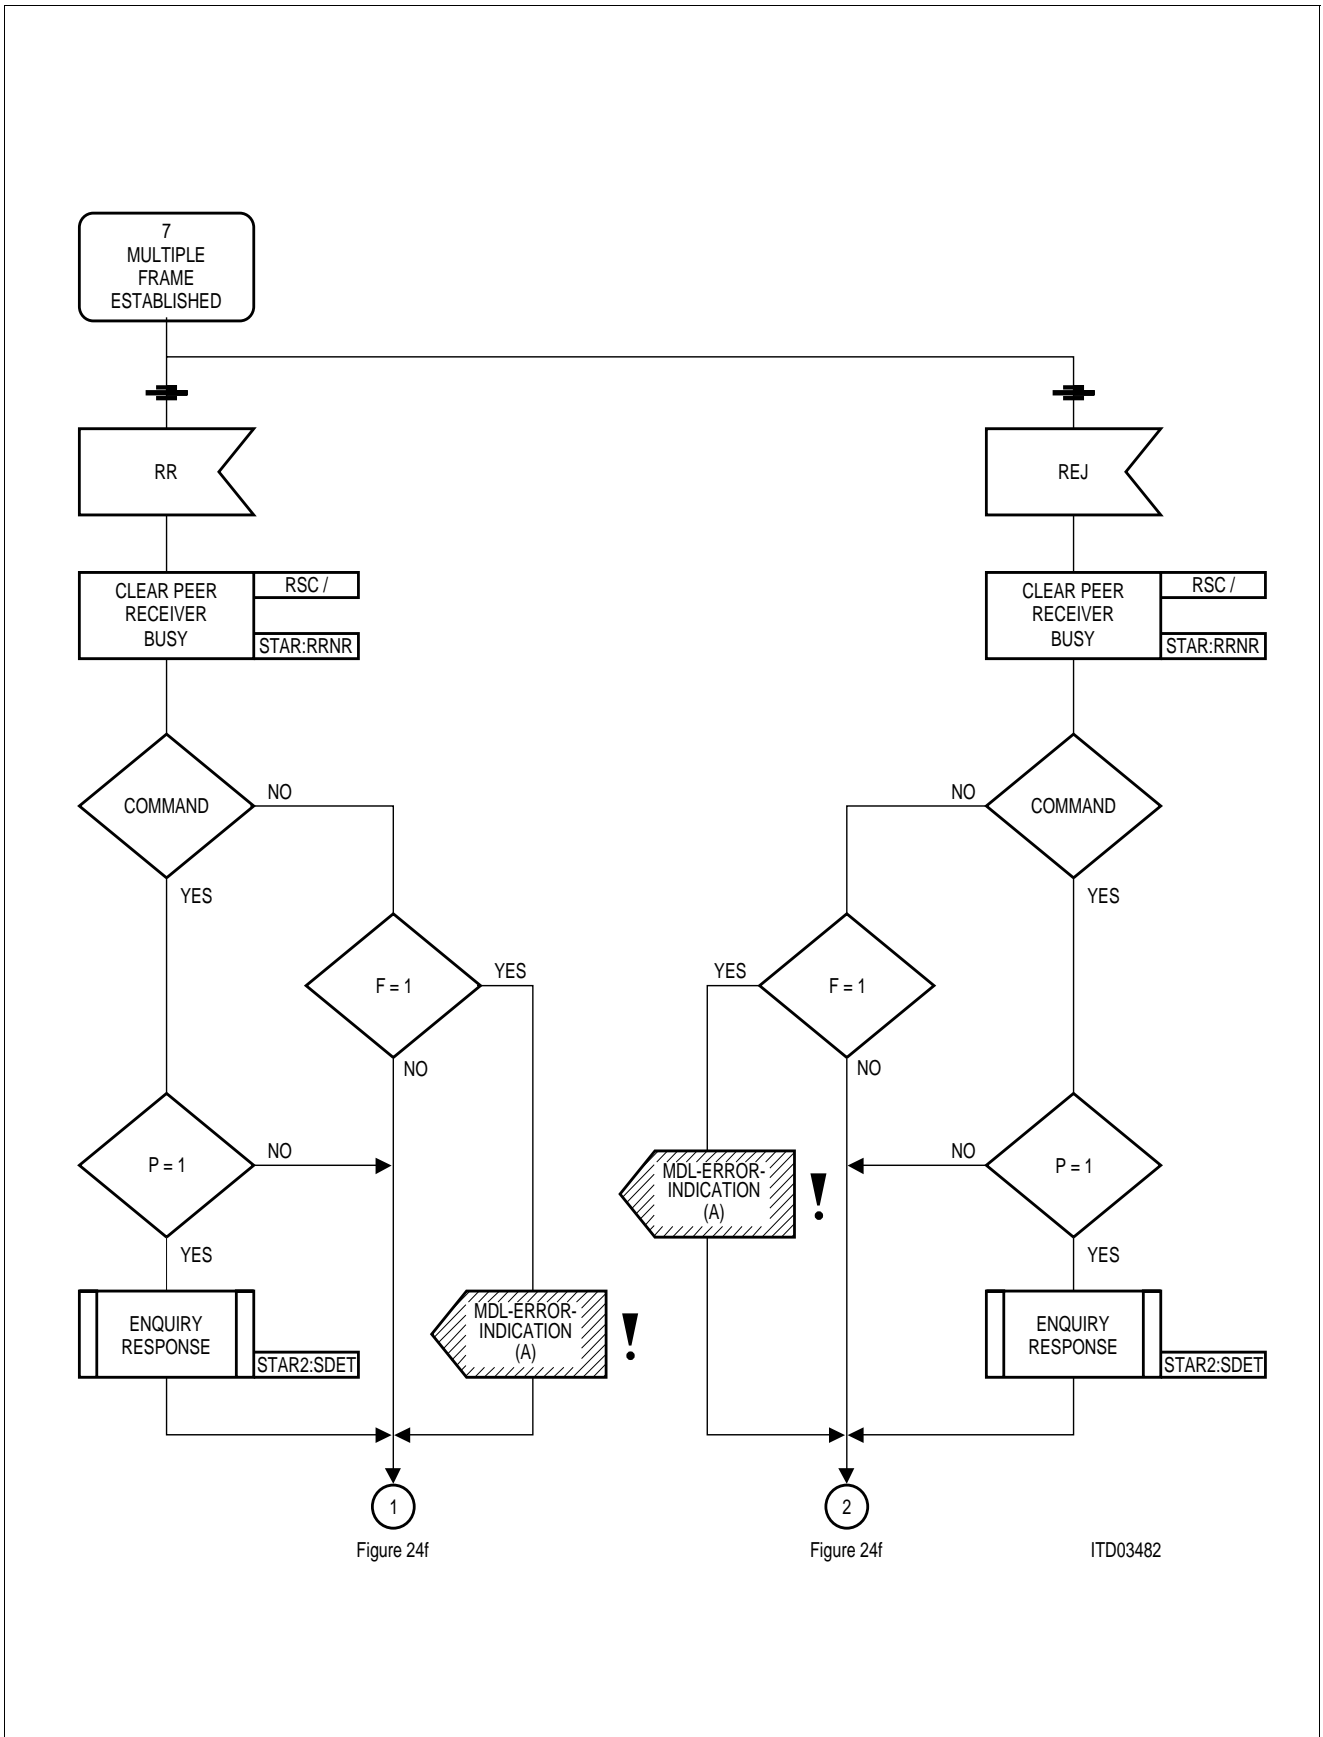 7
MULTIPLE
FRAME
ESTABLISHED
RR
REJ
CLEAR PEER
RECEIVER
BUSY
RSC /
STAR:RRNR
CLEAR PEER
RECEIVER
BUSY
RSC /
STAR:RRNR
COMMAND
NO
YES
NO
COMMAND
YES
F = 1
YES
NO
YES
F = 1
NO
P = 1
NO
YES
MDL-ERROR-
INDICATION
(A)
!
NO
P = 1
YES
ENQUIRY
RESPONSE
STAR2:SDET
MDL-ERROR-
INDICATION
(A)
!
ENQUIRY
RESPONSE
STAR2:SDET
1
2
Figure 24f
Figure 24f
ITD03482